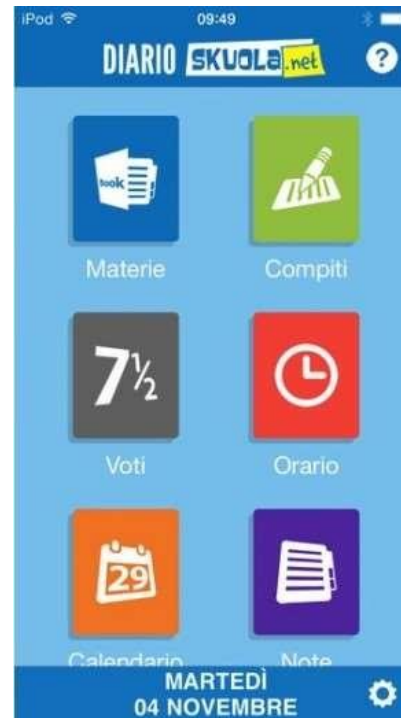 iPod 09:49
DIARIO SKUOLA.net ?
book
Materie Compiti
7½
Voti Orario
29
Calendario Note
MARTEDÌ
04 NOVEMBRE